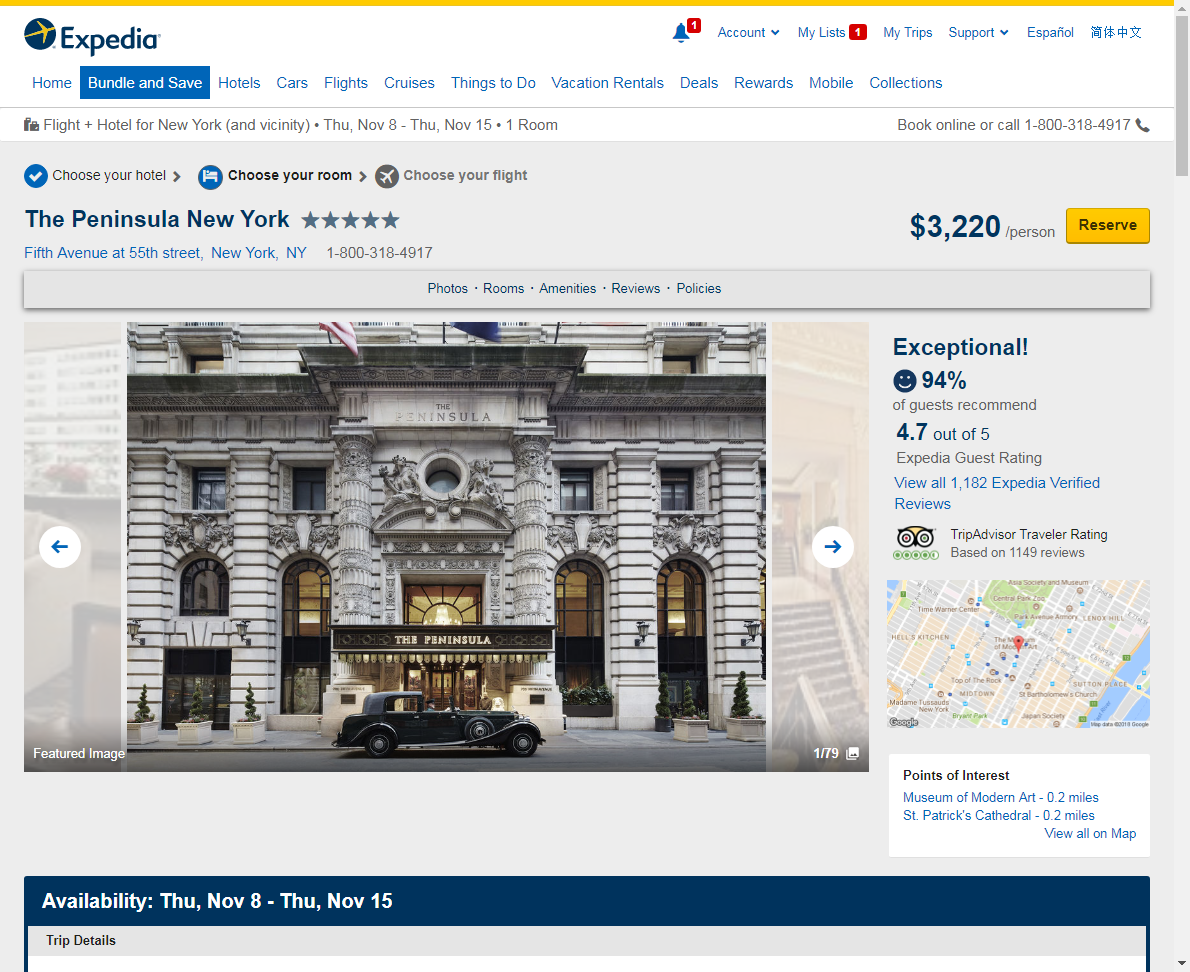 Expedia
1
Account
My Lists 1
My Trips
Support
Español
简体中文
Home
Bundle and Save
Hotels
Cars
Flights
Cruises
Things to Do
Vacation Rentals
Deals
Rewards
Mobile
Collections
Flight + Hotel for New York (and vicinity) • Thu, Nov 8 - Thu, Nov 15 • 1 Room
Book online or call 1-800-318-4917
Choose your hotel
Choose your room
Choose your flight
The Peninsula New York
$3,220 /person
Reserve
Fifth Avenue at 55th street, New York, NY 1-800-318-4917
Photos · Rooms · Amenities · Reviews · Policies
THE
PENINSULA
THE PENINSULA
Featured Image
1/79
Exceptional!
94%
of guests recommend
4.7 out of 5
Expedia Guest Rating
View all 1,182 Expedia Verified
Reviews
TripAdvisor Traveler Rating
Based on 1149 reviews
Asia Society and Museum
Central Park Zoo
Time Warner Center
Park Avenue Armory
LENOX HILL
HELL'S KITCHEN
The Museum
of Modern Art
Top of The Rock
SUTTON PLACE
MIDTOWN
St Bartholomew's Church
Madame Tussauds
New York
Bryant Park
Japan Society
Google
Map data ©2018 Google
Points of Interest
Museum of Modern Art - 0.2 miles
St. Patrick's Cathedral - 0.2 miles
View all on Map
Availability: Thu, Nov 8 - Thu, Nov 15
Trip Details